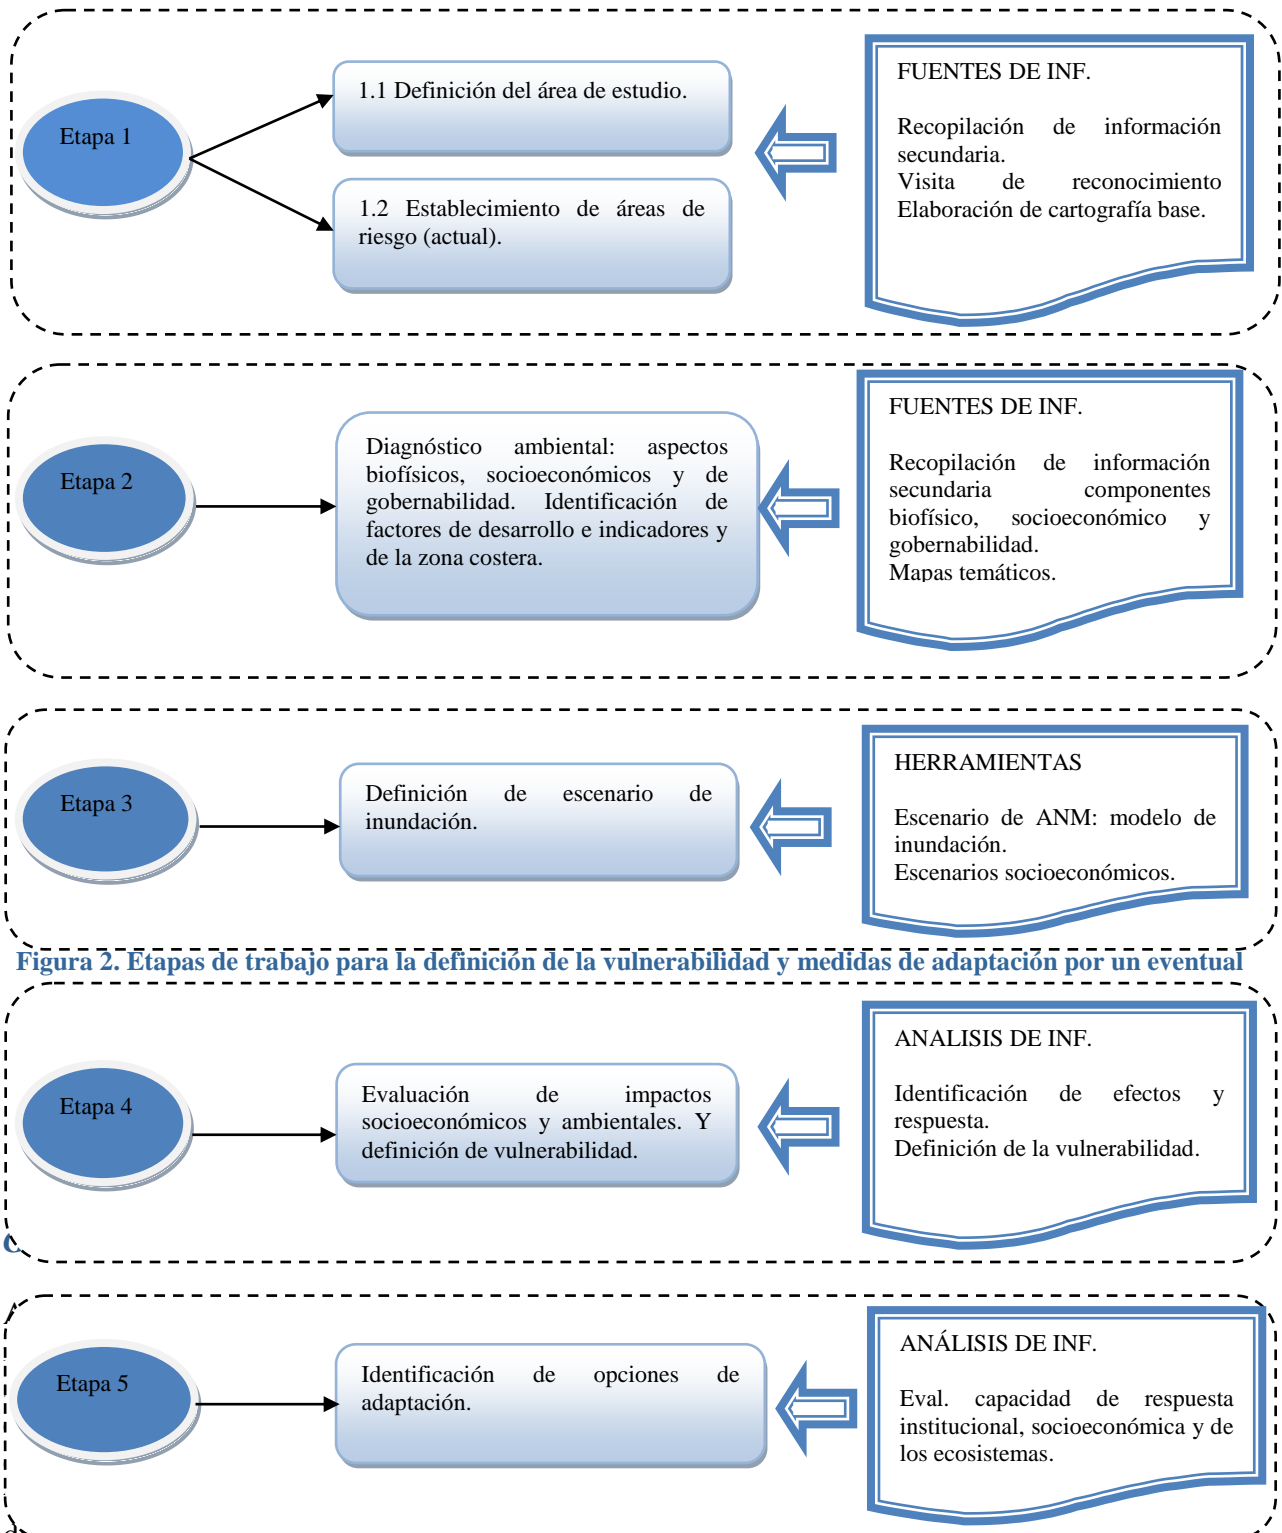 Etapa 1
1.1 Definición del área de estudio.
1.2 Establecimiento de áreas de
riesgo (actual).
FUENTES DE INF.
Recopilación de información
secundaria.
Visita de reconocimiento
Elaboración de cartografía base.
Etapa 2
Diagnóstico ambiental: aspectos
biofísicos, socioeconómicos y de
gobernabilidad. Identificación de
factores de desarrollo e indicadores y
de la zona costera.
FUENTES DE INF.
Recopilación de información
secundaria componentes
biofísico, socioeconómico y
gobernabilidad.
Mapas temáticos.
Etapa 3
Definición de escenario de
inundación.
HERRAMIENTAS
Escenario de ANM: modelo de
inundación.
Escenarios socioeconómicos.
Figura 2. Etapas de trabajo para la definición de la vulnerabilidad y medidas de adaptación por un eventual
Etapa 4
Evaluación de impactos
socioeconómicos y ambientales. Y
definición de vulnerabilidad.
ANALISIS DE INF.
Identificación de efectos y
respuesta.
Definición de la vulnerabilidad.
Etapa 5
Identificación de opciones de
adaptación.
ANÁLISIS DE INF.
Eval. capacidad de respuesta
institucional, socioeconómica y de
los ecosistemas.